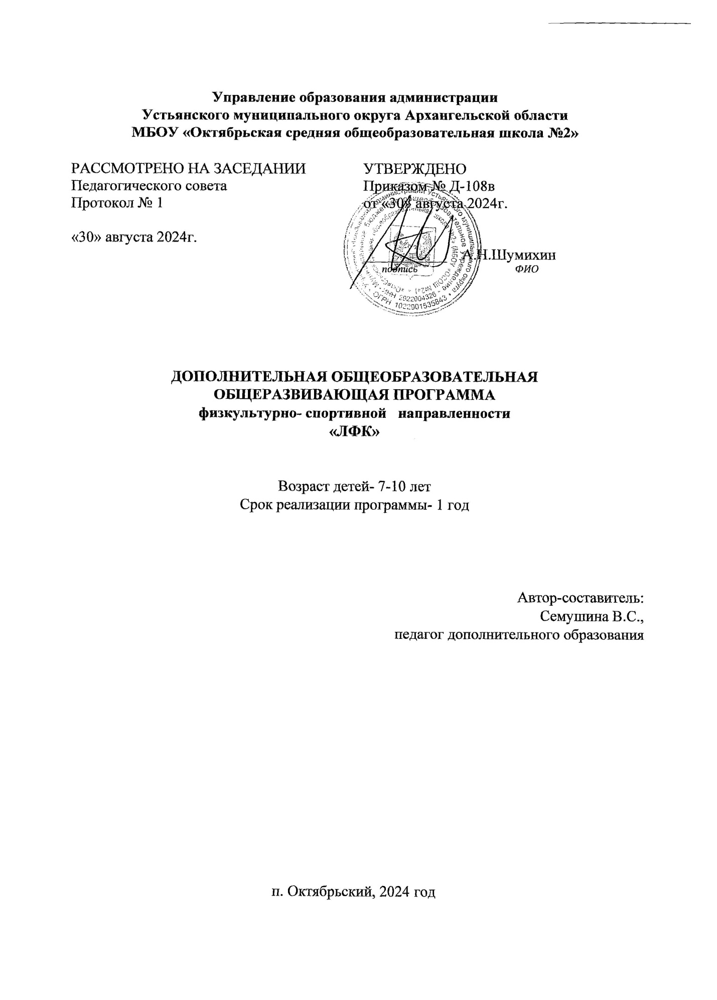 Управление образования администрации
Устьянского муниципального округа Архангельской области
МБОУ «Октябрьская средняя общеобразовательная школа №2»
РАССМОТРЕНО НА ЗАСЕДАНИИ
Педагогического совета
Протокол № 1
«30» августа 2024г.
УТВЕРЖДЕНО
Приказом № Д-108в
от «30» августа 2024г.
А.Н.Шумихин
подпись
ФИО
ИНН 2922004326
ОГРН 1022901535843
ДОПОЛНИТЕЛЬНАЯ ОБЩЕОБРАЗОВАТЕЛЬНАЯ
ОБЩЕРАЗВИВАЮЩАЯ ПРОГРАММА
физкультурно- спортивной направленности
«ЛФК»
Возраст детей- 7-10 лет
Срок реализации программы- 1 год
Автор-составитель:
Семушина В.С.,
педагог дополнительного образования
п. Октябрьский, 2024 год